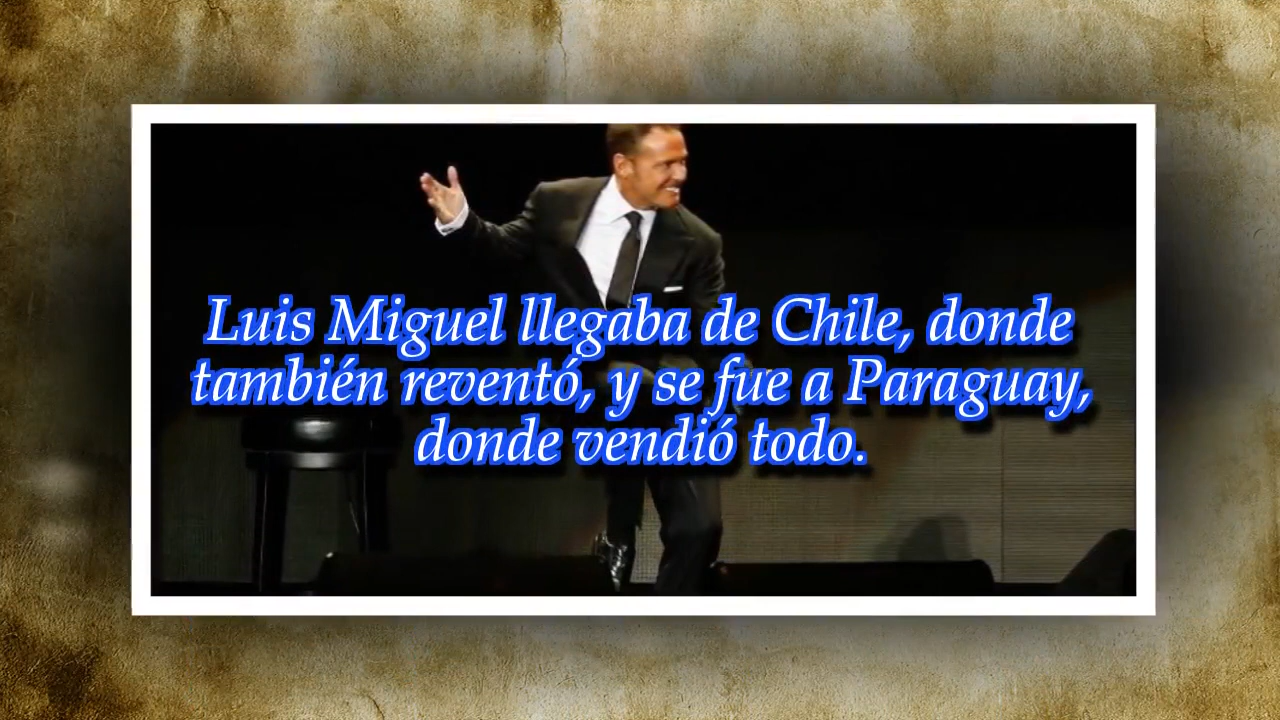 Luis Miguel llegaba de Chile, donde
también reventó, y se fue a Paraguay,
donde vendió todo.